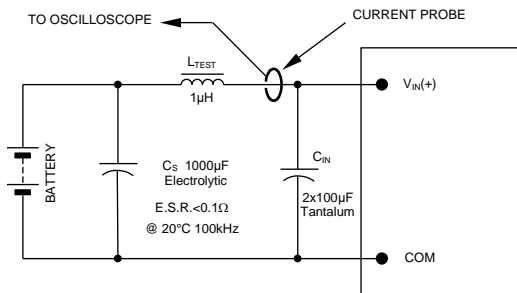 TO OSCILLOSCOPE
CURRENT PROBE
LTEST
1μH
VIN(+)
BATTERY
CS 1000μF
Electrolytic
E.S.R.<0.1Ω
@ 20°C 100kHz
CIN
2x100μF
Tantalum
COM